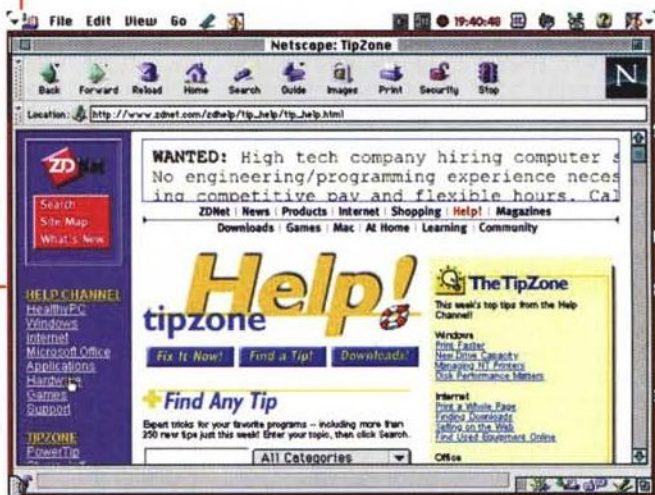 File Edit View Go 19:40:48
Netscape: TipZone
Back Forward Reload Home Search Guide Images Print Security Stop
N
Location: http://www.zdnet.com/zdhelp/tip_help/tip_help.html
ZD Net
Search
Site Map
What's New
HELP CHANNEL
HealthyPC
Windows
Internet
Microsoft Office
Applications
Hardware
Games
Support
TIPZONE
PowerTip
WANTED: High tech company hiring computer
No engineering/programming experience neces
ing competitive pay and flexible hours. Cal
ZDNet News Products Internet Shopping Help! Magazines
Downloads Games Mac At Home Learning Community
Help!
tipzone
Fix It Now! Find a Tip! Downloads!
Find Any Tip
Expert tricks for your favorite programs -- including more than
250 new tips just this week! Enter your topic, then click Search.
All Categories
The TipZone
This week's top tips from the Help
Channel!
Windows
Print Faster
New Drive Capacity
Managing NT Printers
Disk Performance Matters
Internet
Print a Whole Page
Finding Downloads
Selling on the Web
Find Used Equipment Online
Office